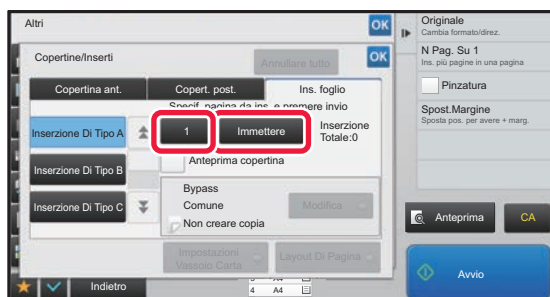 Altri
OK
Copertine/Inserti
Annullare tutto
OK
Copertina ant.
Copert. post.
Ins. foglio
Specif. pagina da ins. e premere invio
Inserzione Di Tipo A
1
Immettere
Inserzione
Totale:0
Anteprima copertina
Inserzione Di Tipo B
Inserzione Di Tipo C
Bypass
Comune
Modifica
Non creare copia
Impostazioni
Vassoio Carta
Layout Di Pagina
Indietro
4 A4
Originale
Cambia formato/direz.
N Pag. Su 1
Ins. più pagine in una pagina
Pinzatura
Spost.Margine
Sposta pos. per avere + marg.
Anteprima
CA
Avvio